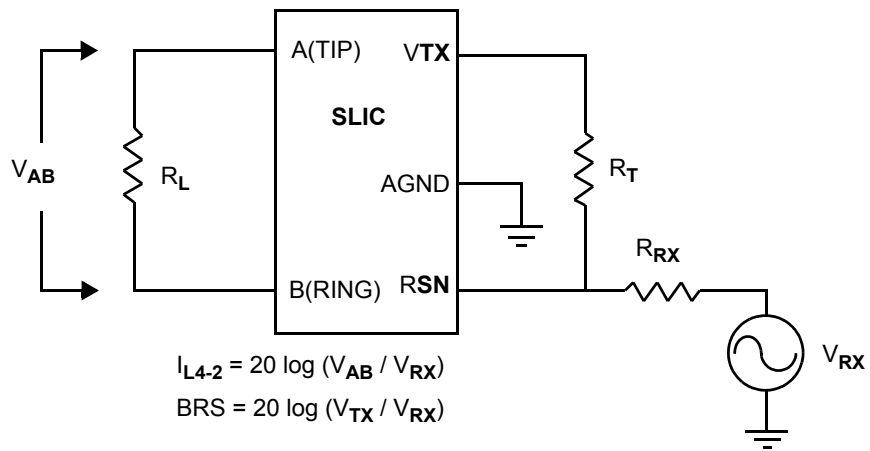 A(TIP)
VTX
SLIC
VAB
RL
AGND
RT
RRX
B(RING)
RSN
VRX
IL4-2 = 20 log (VAB / VRX)
BRS = 20 log (VTX / VRX)